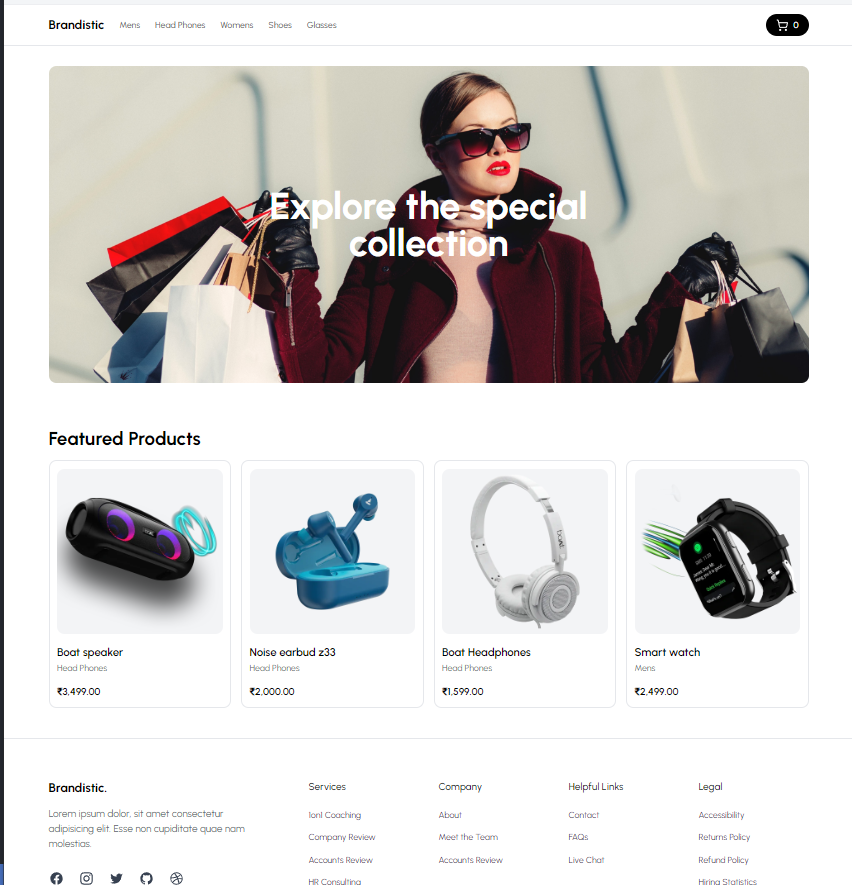 Brandistic Mens Head Phones Womens Shoes Glasses 0
Explore the special
collection
Featured Products
boAt
Boat speaker
Head Phones
₹3,499.00
Noise earbud z33
Head Phones
₹2,000.00
Boat Headphones
Head Phones
₹1,599.00
Smart watch
Mens
₹2,499.00
Brandistic.
Lorem ipsum dolor, sit amet consectetur
adipisicing elit. Esse non cupiditate quae nam
molestias.
Services
1on1 Coaching
Company Review
Accounts Review
HR Consulting
Company
About
Meet the Team
Accounts Review
Helpful Links
Contact
FAQs
Live Chat
Legal
Accessibility
Returns Policy
Refund Policy
Hiring Statistics